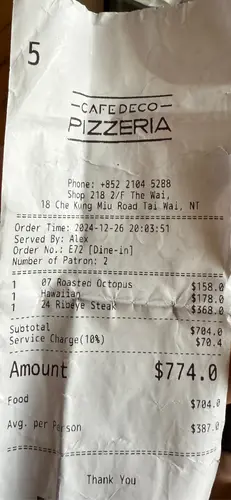 5
CAFE DECO
PIZZERIA
Phone: +852 2104 5288
Shop 218 2/F The Wai,
18 Che Kung Miu Road Tai Wai, NT
Order Time: 2024-12-26 20:03:51
Served By: Alex
Order No.: E72 [Dine-in]
Number of Patron: 2
1 07 Roasted Octopus $158.0
1 Hawaiian $178.0
1 24 Ribeye Steak $368.0
Subtotal $704.0
Service Charge(10%) $70.4
Amount $774.0
Food $704.0
Avg. per Person $387.0
Thank You